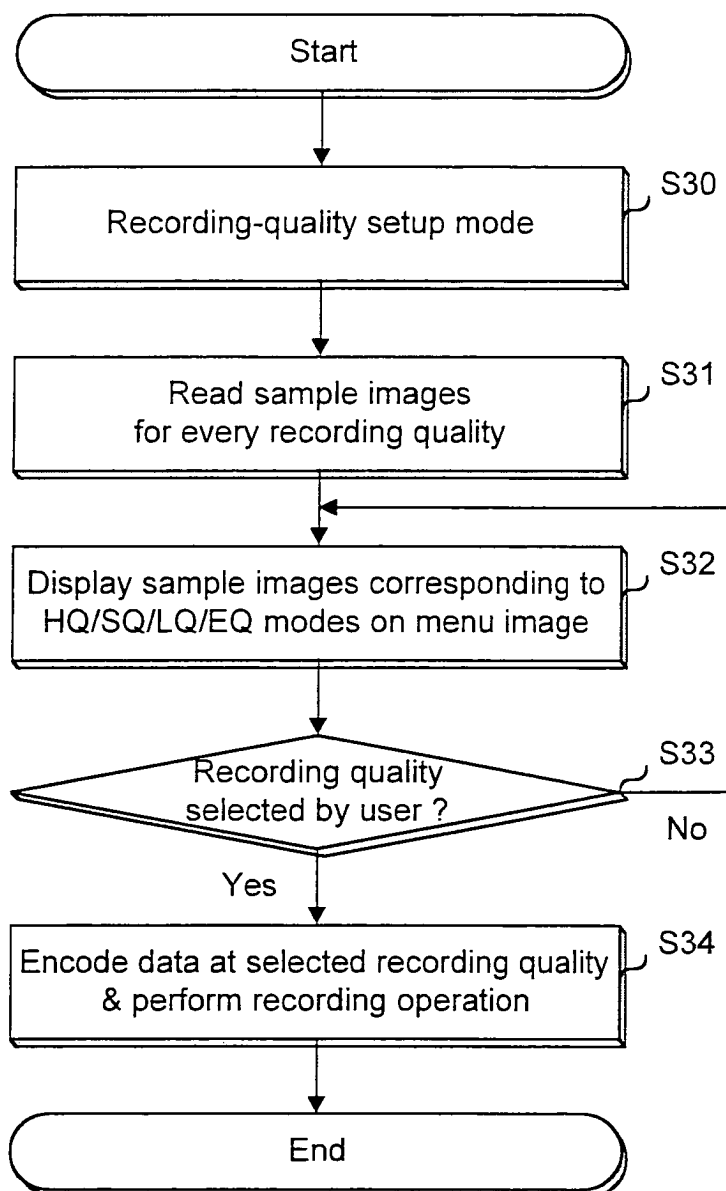 Start
S30
Recording-quality setup mode
S31
Read sample images
for every recording quality
S32
Display sample images corresponding to
HQ/SQ/LQ/EQ modes on menu image
S33
Recording quality
selected by user ?
No
Yes
S34
Encode data at selected recording quality
& perform recording operation
End